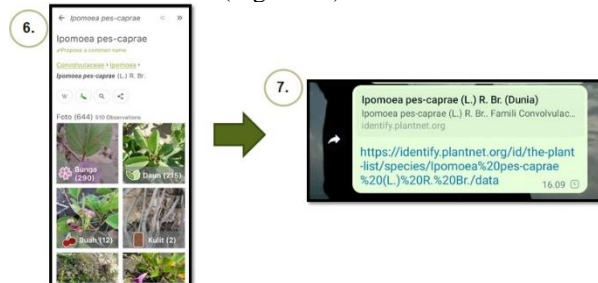 6.
← Ipomoea pes-caprae « »
Ipomoea pes-caprae
Propose a common name
Convolvulaceae › Ipomoea ›
Ipomoea pes-caprae (L.) R. Br.
W
Foto (644) 510 Observations
Bunga (290)
Daun (215)
Buah (12)
Kulit (2)
7.
Ipomoea pes-caprae (L.) R. Br. (Dunia)
Ipomoea pes-caprae (L.) R. Br.. Famili Convolvulac...
identify.plantnet.org
https://identify.plantnet.org/id/the-plant
-list/species/Ipomoea%20pes-caprae
%20(L.)%20R.%20Br./data
16.09